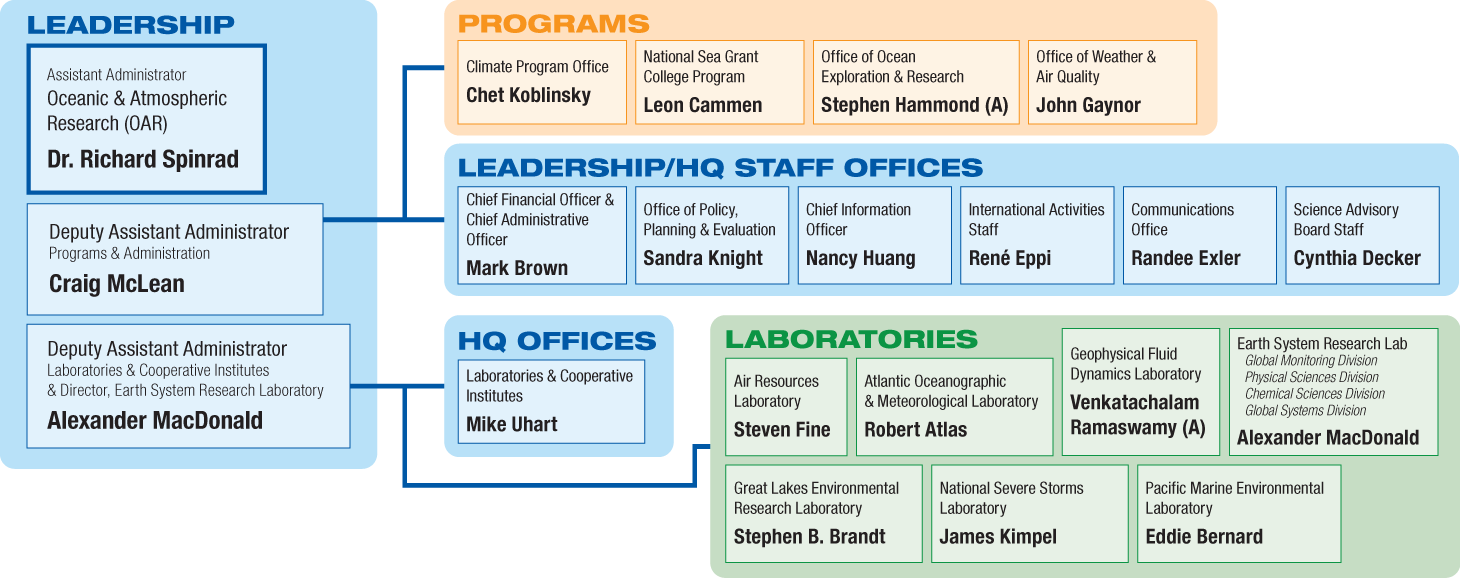 LEADERSHIP
Assistant Administrator
Oceanic & Atmospheric
Research (OAR)
Dr. Richard Spinrad
Deputy Assistant Administrator
Programs & Administration
Craig McLean
Deputy Assistant Administrator
Laboratories & Cooperative Institutes
& Director, Earth System Research Laboratory
Alexander MacDonald
PROGRAMS
Climate Program Office
Chet Koblinsky
National Sea Grant
College Program
Leon Cammen
Office of Ocean
Exploration & Research
Stephen Hammond (A)
Office of Weather &
Air Quality
John Gaynor
LEADERSHIP/HQ STAFF OFFICES
Chief Financial Officer &
Chief Administrative
Officer
Mark Brown
Office of Policy,
Planning & Evaluation
Sandra Knight
Chief Information
Officer
Nancy Huang
International Activities
Staff
René Eppi
Communications
Office
Randee Exler
Science Advisory
Board Staff
Cynthia Decker
HQ OFFICES
Laboratories & Cooperative
Institutes
Mike Uhart
LABORATORIES
Air Resources
Laboratory
Steven Fine
Atlantic Oceanographic
& Meteorological Laboratory
Robert Atlas
Geophysical Fluid
Dynamics Laboratory
Venkatachalam
Ramaswamy (A)
Earth System Research Lab
Global Monitoring Division
Physical Sciences Division
Chemical Sciences Division
Global Systems Division
Alexander MacDonald
Great Lakes Environmental
Research Laboratory
Stephen B. Brandt
National Severe Storms
Laboratory
James Kimpel
Pacific Marine Environmental
Laboratory
Eddie Bernard